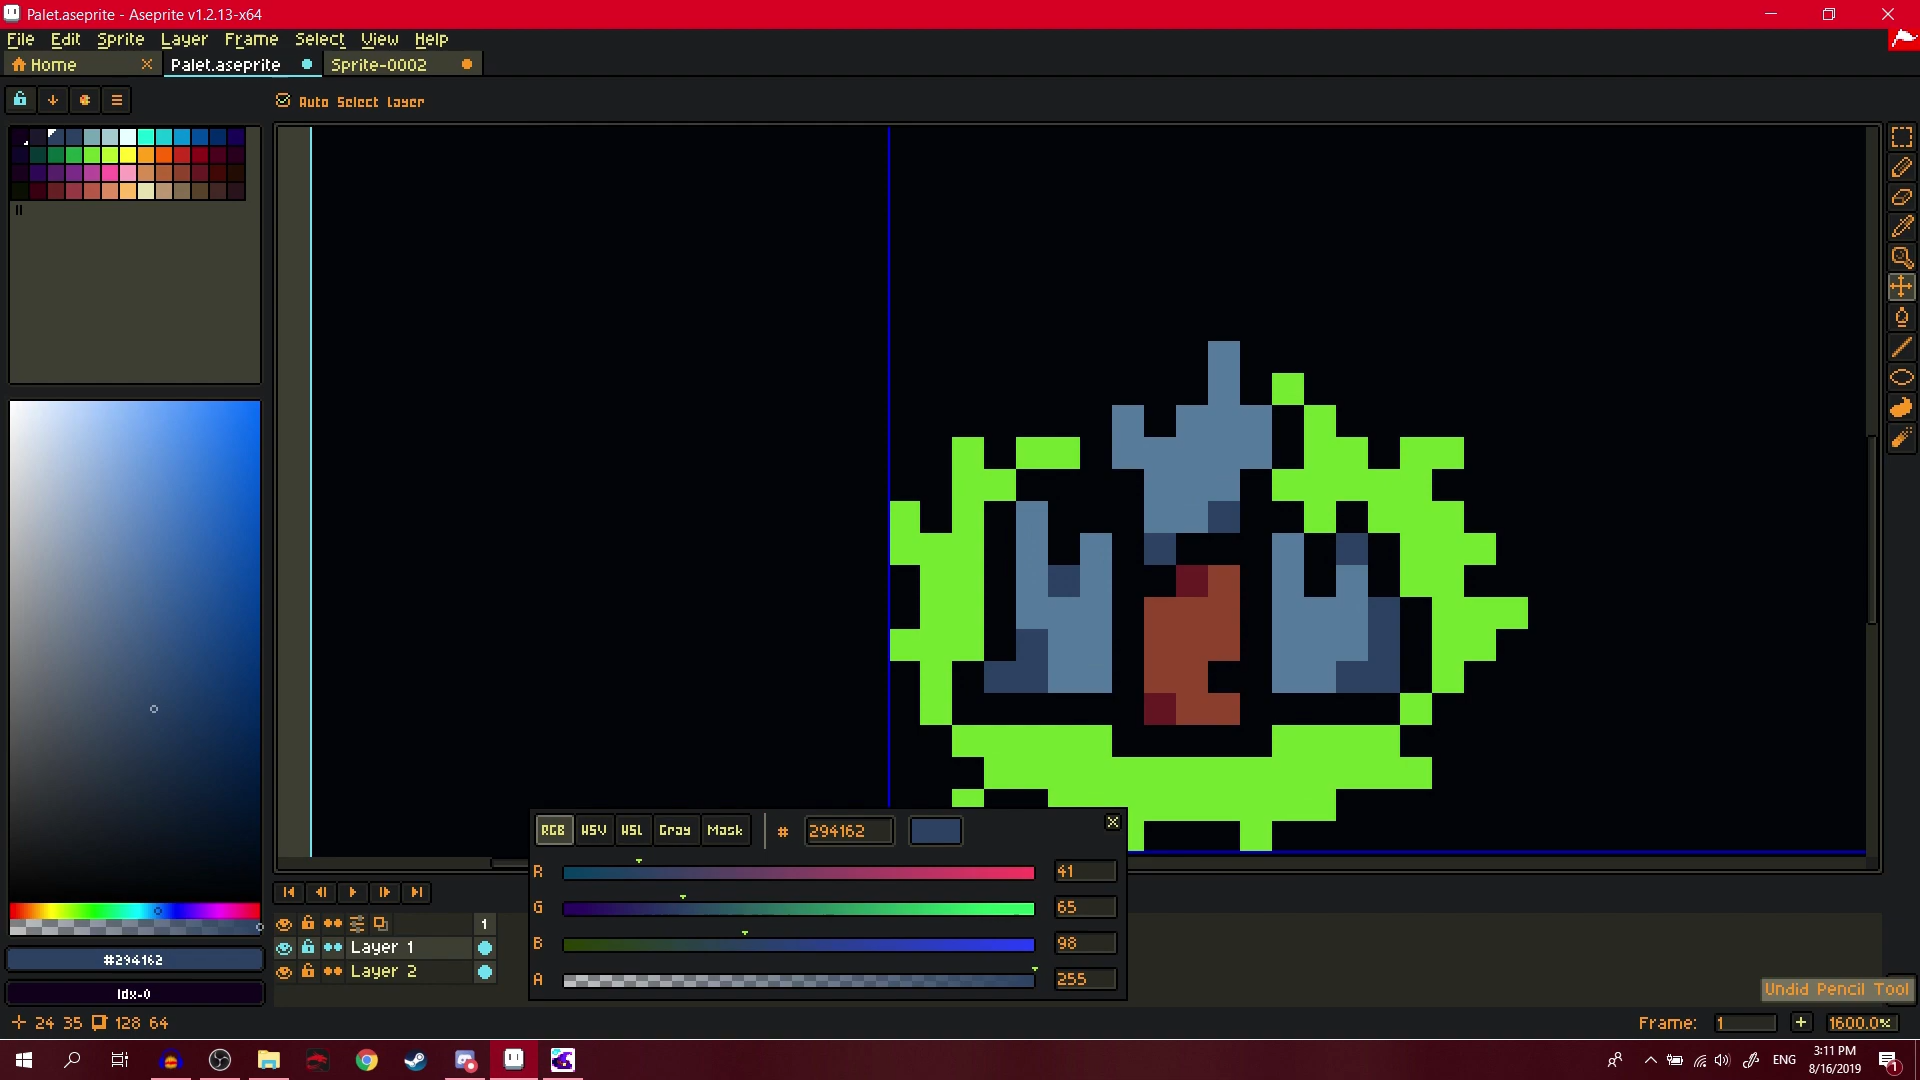 Palet.aseprite - Aseprite v1.2.13-x64
File Edit Sprite Layer Frame Select View Help
Home Palet.aseprite Sprite-0002
Auto Select Layer
RGB HSV HSL Gray Mask # 294162
R 41
G 65
B 98
A 255
1
Layer 1
Layer 2
#294162
Idx-0
Undid Pencil Tool
24 35 128 64
Frame: 1 + 1600.0%
ENG
3:11 PM
8/16/2019
1